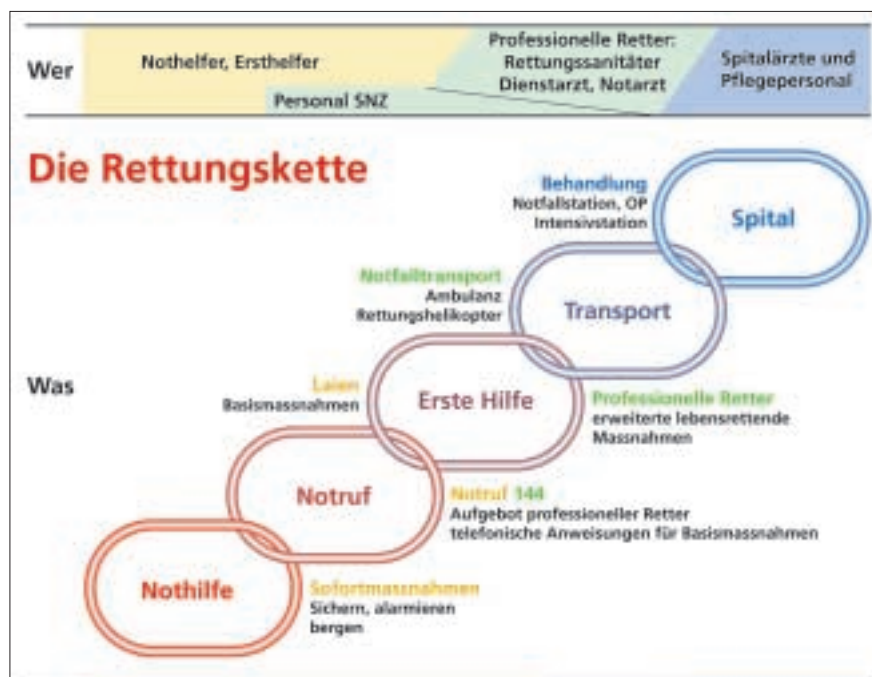 Wer
Nothelfer, Ersthelfer
Personal SNZ
Professionelle Retter:
Rettungssanitäter
Dienstarzt, Notarzt
Spitalärzte und
Pflegepersonal
Die Rettungskette
Behandlung
Notfallstation, OP
Intensivstation
Spital
Notfalltransport
Ambulanz
Rettungshelikopter
Transport
Was
Laien
Basismassnahmen
Erste Hilfe
Professionelle Retter
erweiterte lebensrettende
Massnahmen
Notruf
Notruf 144
Aufgebot professioneller Retter
telefonische Anweisungen für Basismassnahmen
Nothilfe
Sofortmassnahmen
Sichern, alarmieren
bergen